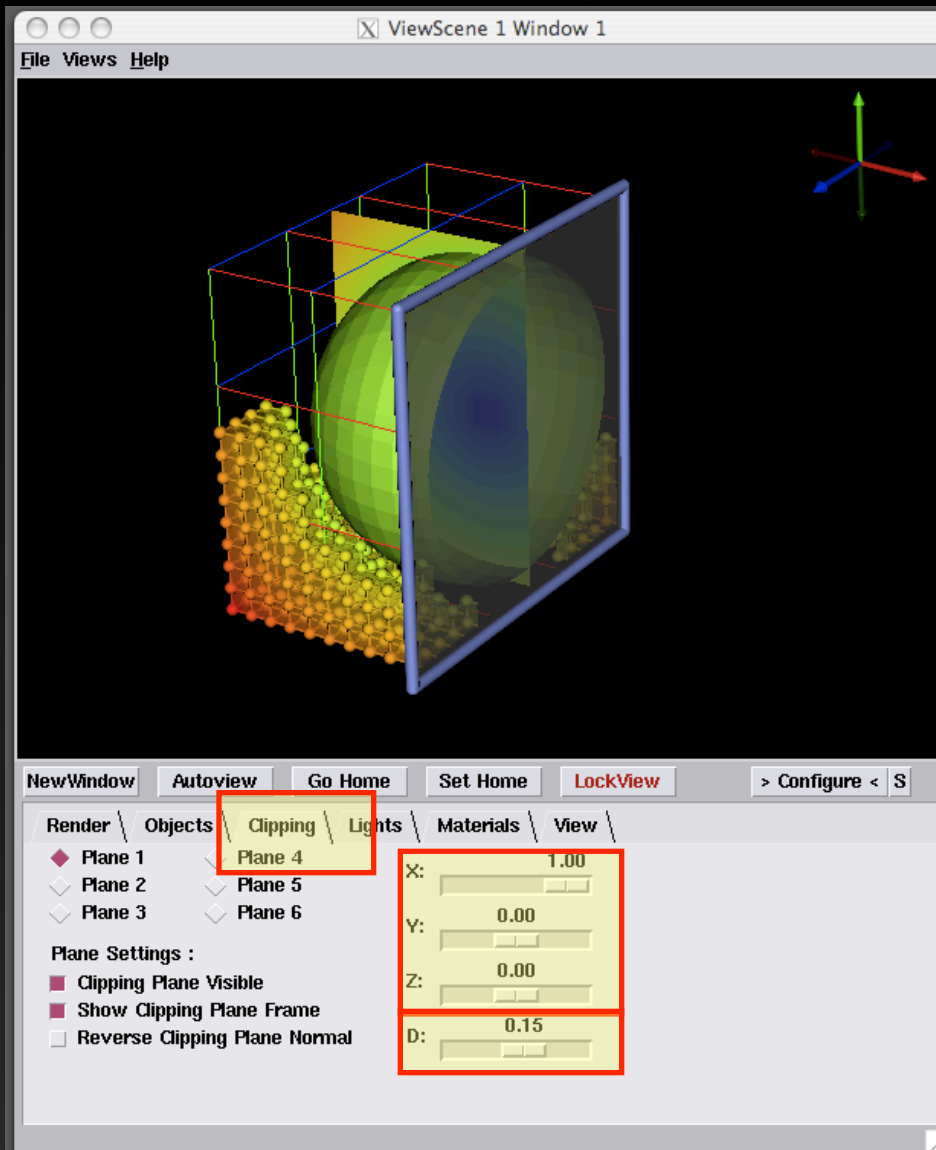 X ViewScene 1 Window 1
File Views Help
NewWindow Autoview Go Home Set Home LockView > Configure < S
Render \ Objects \ Clipping \ Lights \ Materials \ View \
Plane 1 Plane 4
Plane 2 Plane 5
Plane 3 Plane 6
Plane Settings :
Clipping Plane Visible
Show Clipping Plane Frame
Reverse Clipping Plane Normal
X: 1.00
Y: 0.00
Z: 0.00
D: 0.15